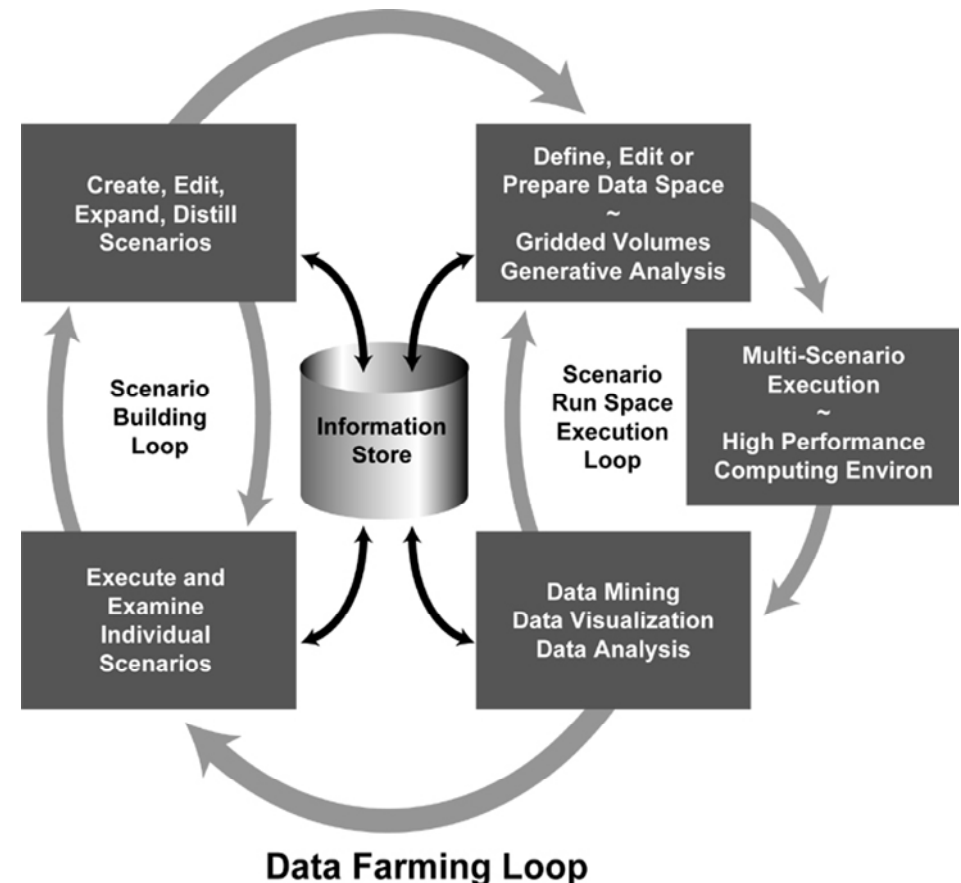 Create, Edit,
Expand, Distill
Scenarios
Define, Edit or
Prepare Data Space
~
Gridded Volumes
Generative Analysis
Scenario
Building
Loop
Information
Store
Scenario
Run Space
Execution
Loop
Multi-Scenario
Execution
~
High Performance
Computing Environ
Execute and
Examine
Individual
Scenarios
Data Mining
Data Visualization
Data Analysis
Data Farming Loop